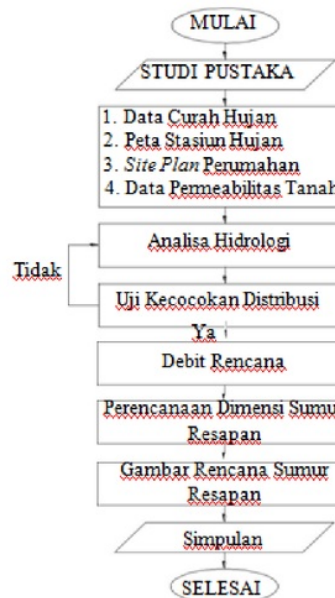 MULAI
STUDI PUSTAKA
1. Data Curah Hujan
2. Peta Stasiun Hujan
3. Site Plan Perumahan
4. Data Permeabilitas Tanah
Analisa Hidrologi
Tidak
Uji Kecocokan Distribusi
Ya
Debit Rencana
Perencanaan Dimensi Sumur
Resapan
Gambar Rencana Sumur
Resapan
Simpulan
SELESAI